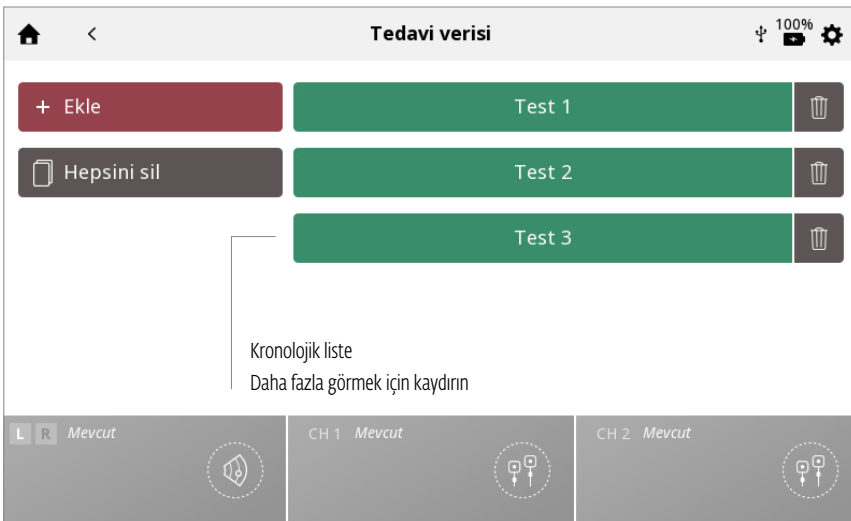 Tedavi verisi
100%
+ Ekle
Test 1
Hepsini sil
Test 2
Test 3
Kronolojik liste
Daha fazla görmek için kaydırın
L R Mevcut
CH 1 Mevcut
CH 2 Mevcut